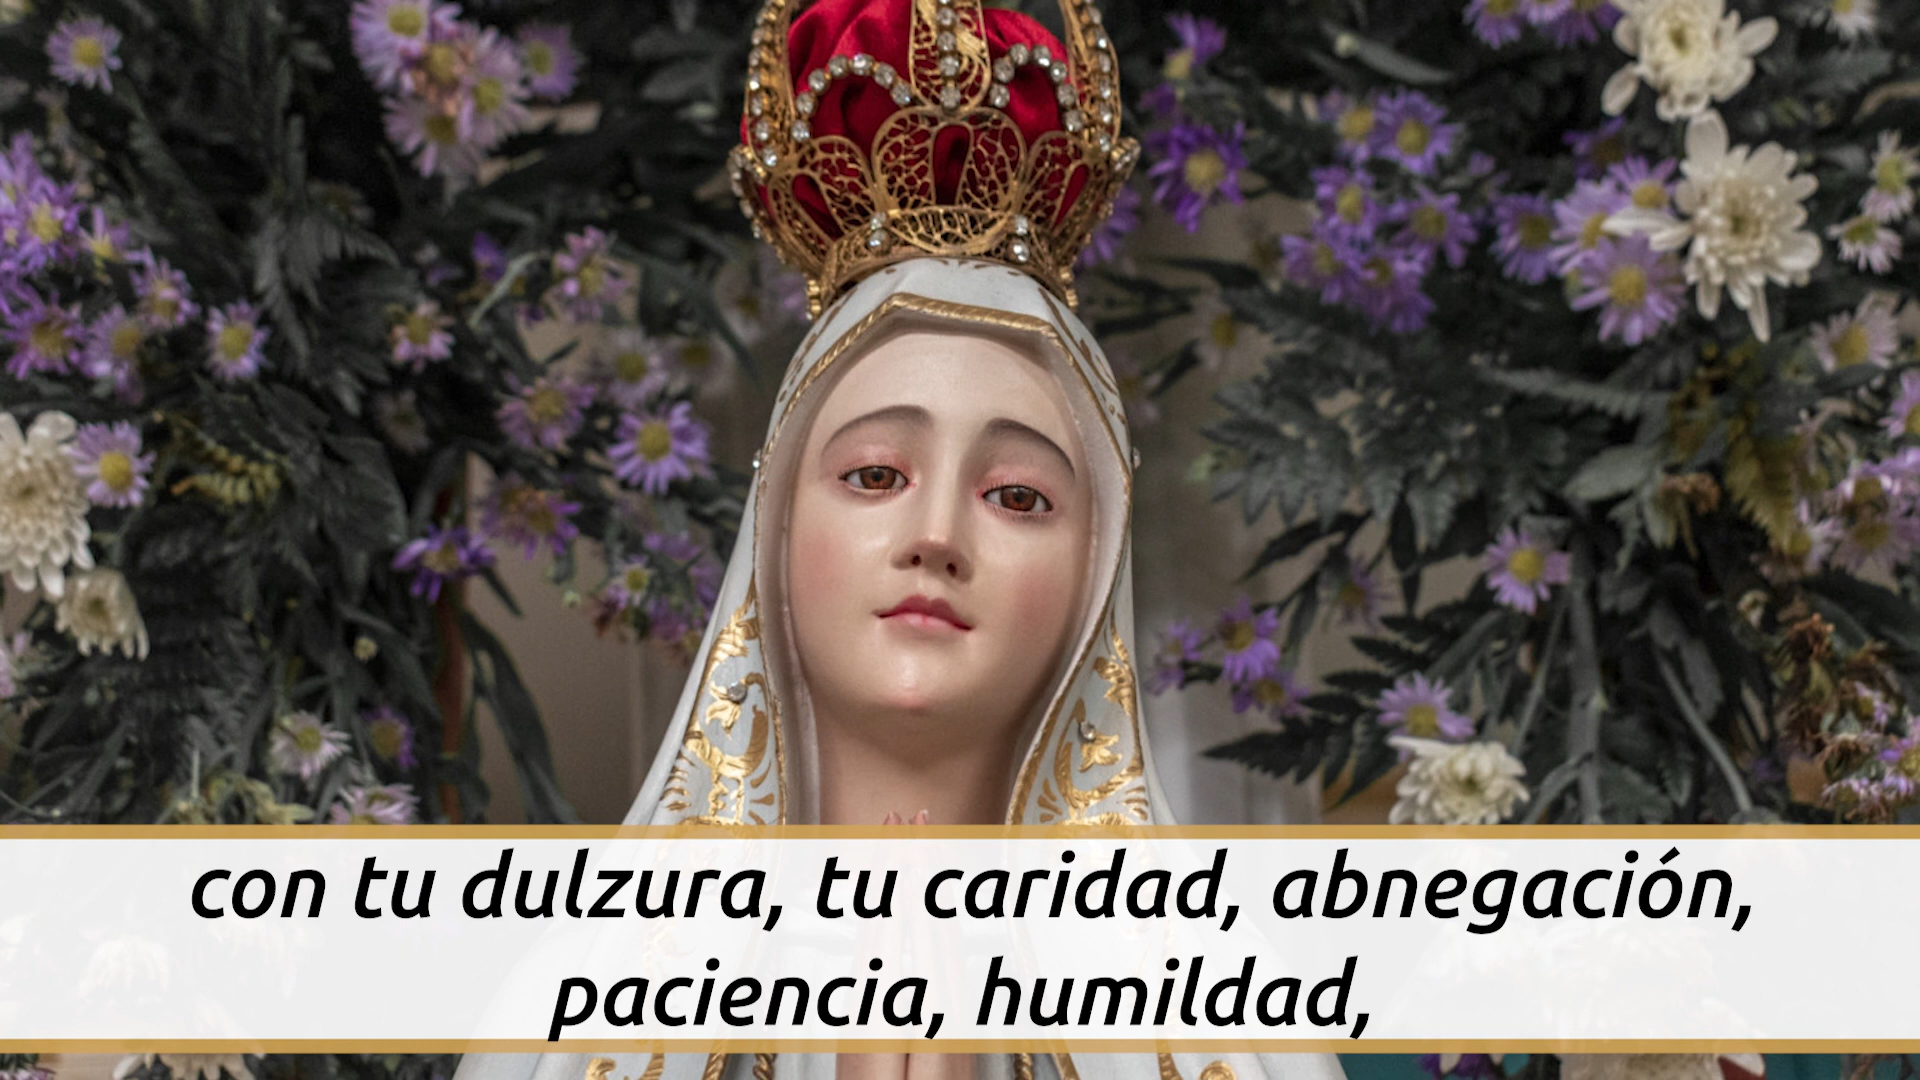 con tu dulzura, tu caridad, abnegación,
paciencia, humildad,